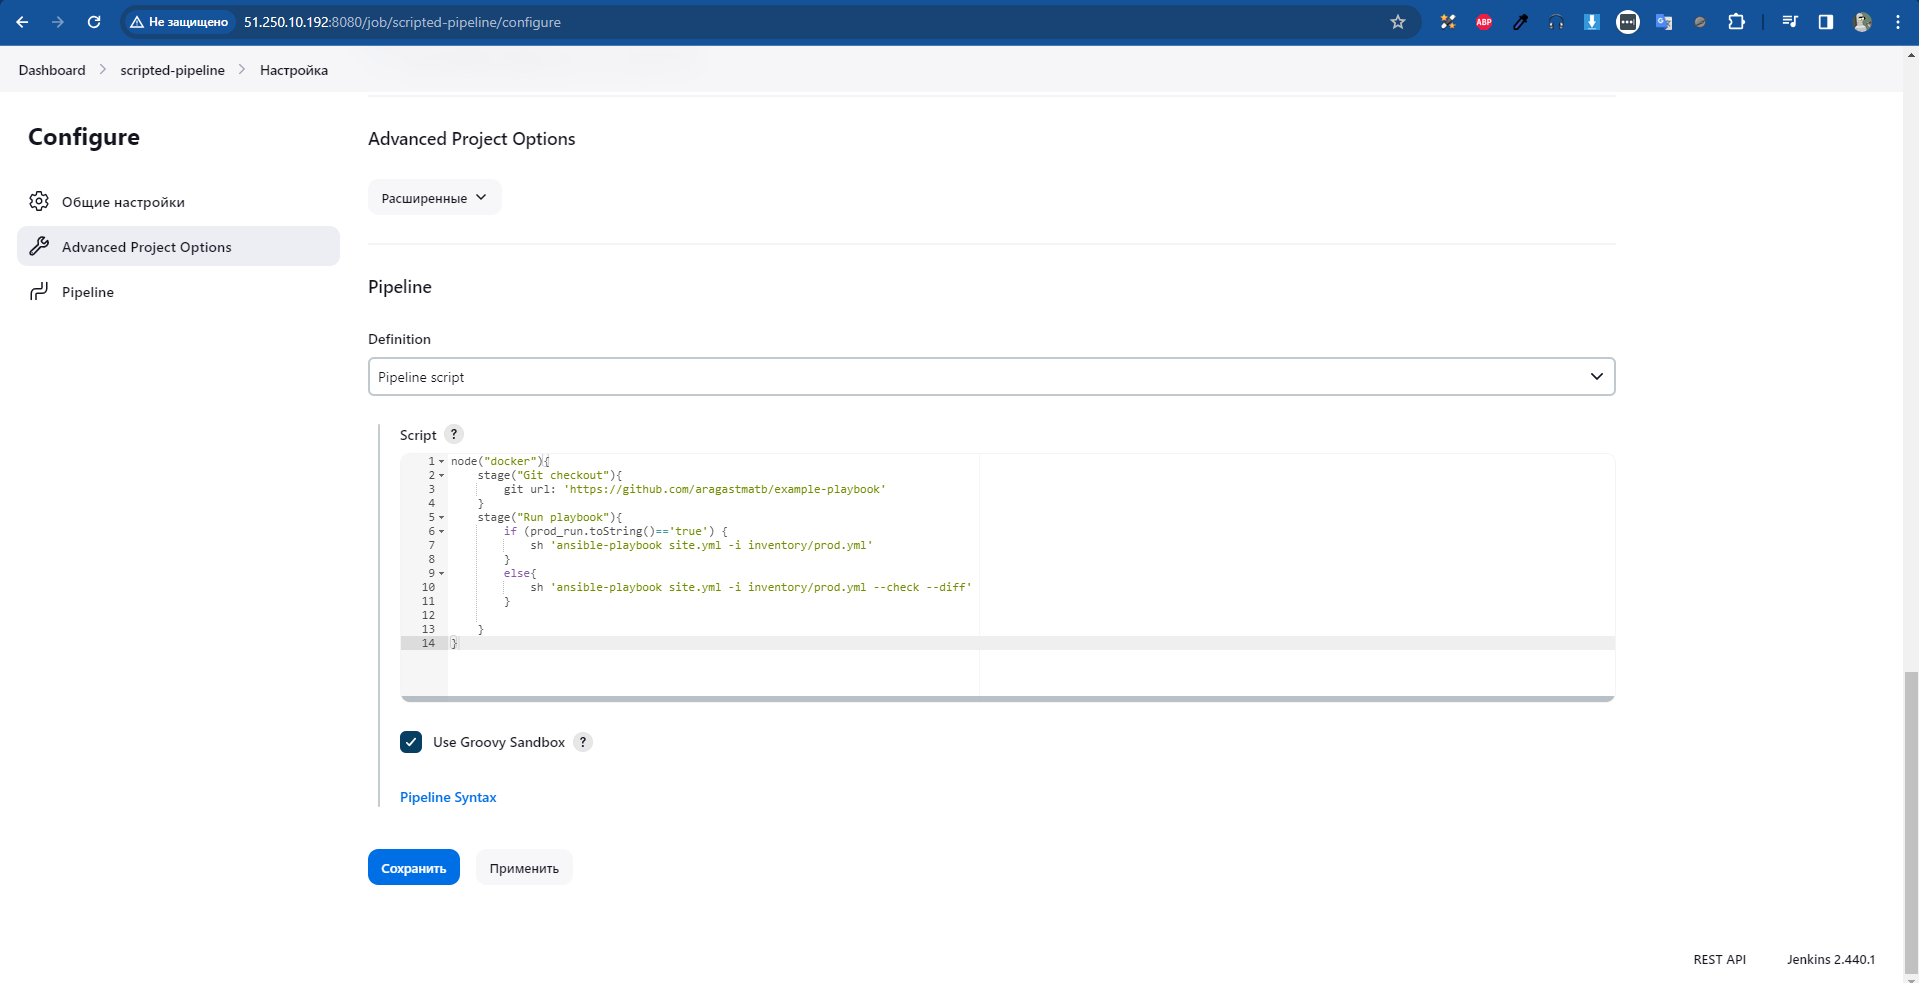 Не защищено 51.250.10.192:8080/job/scripted-pipeline/configure
ABP
Dashboard scripted-pipeline Настройка
Configure
Общие настройки
Advanced Project Options
Pipeline
Advanced Project Options
Расширенные
Pipeline
Definition
Pipeline script
Script ?
1 node("docker"){
2 stage("Git checkout"){
3 git url: 'https://github.com/aragastmatb/example-playbook'
4 }
5 stage("Run playbook"){
6 if (prod_run.toString()=='true') {
7 sh 'ansible-playbook site.yml -i inventory/prod.yml'
8 }
9 else{
10 sh 'ansible-playbook site.yml -i inventory/prod.yml --check --diff'
11 }
12
13 }
14 }
Use Groovy Sandbox ?
Pipeline Syntax
Сохранить Применить
REST API Jenkins 2.440.1